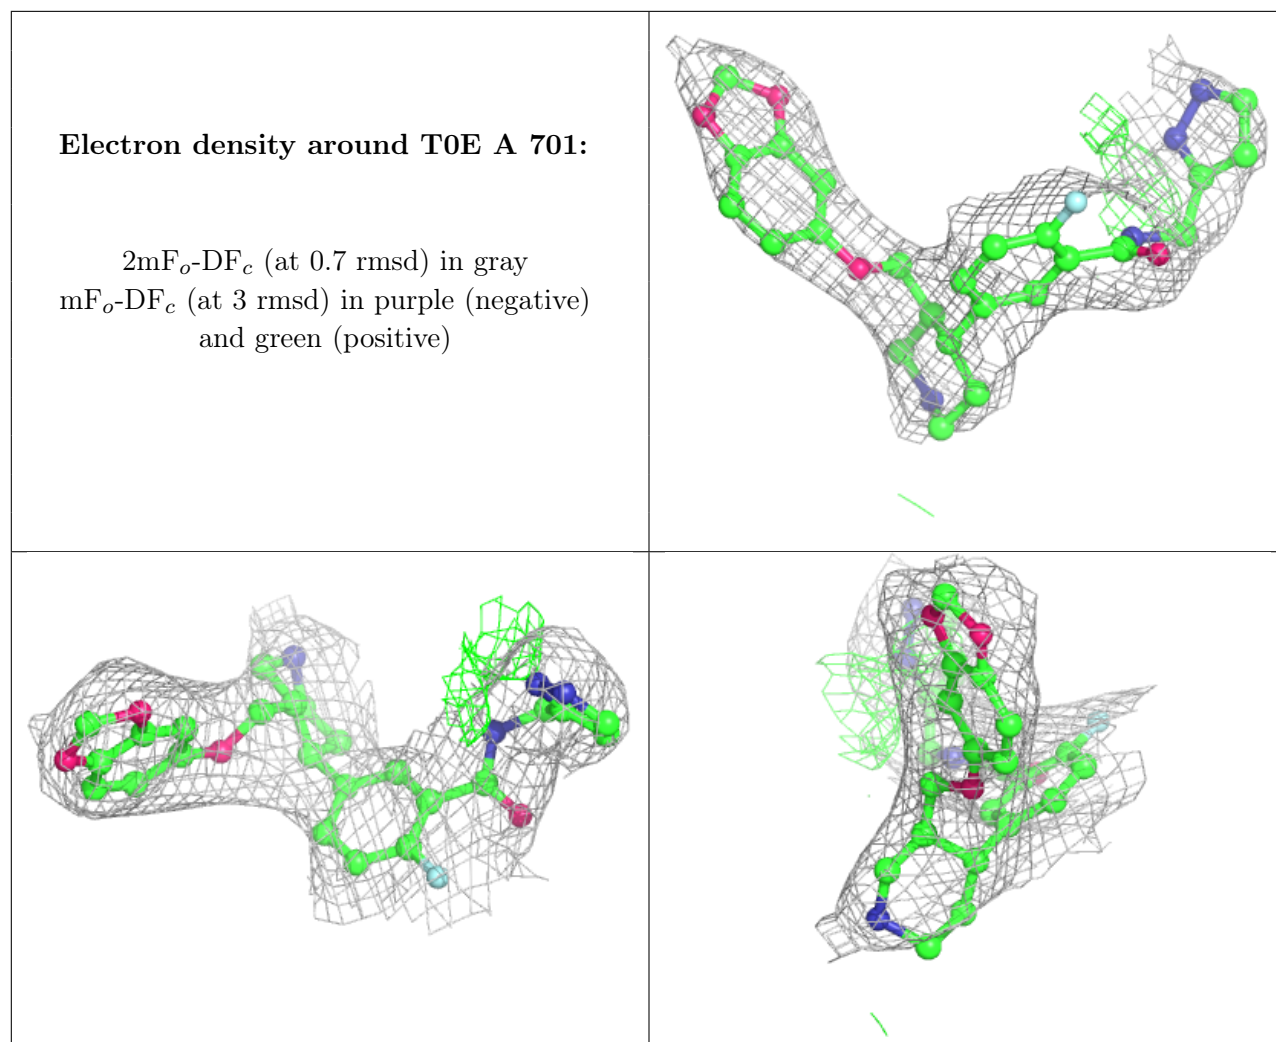 Electron density around T0E A 701:
2mFo-DFc (at 0.7 rmsd) in gray
mFo-DFc (at 3 rmsd) in purple (negative)
and green (positive)